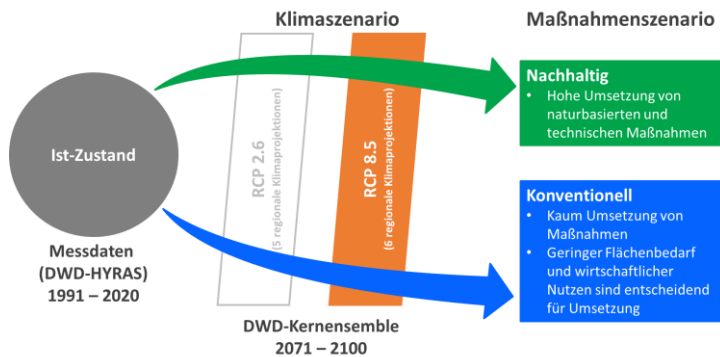 Klimaszenario
Maßnahmenszenario
Ist-Zustand
Messdaten
(DWD-HYRAS)
1991 – 2020
RCP 2.6
(5 regionale Klimaprojektionen)
RCP 8.5
(6 regionale Klimaprojektionen)
DWD-Kernensemble
2071 – 2100
Nachhaltig
• Hohe Umsetzung von
naturbasierten und
technischen Maßnahmen
Konventionell
• Kaum Umsetzung von
Maßnahmen
• Geringer Flächenbedarf
und wirtschaftlicher
Nutzen sind entscheidend
für Umsetzung